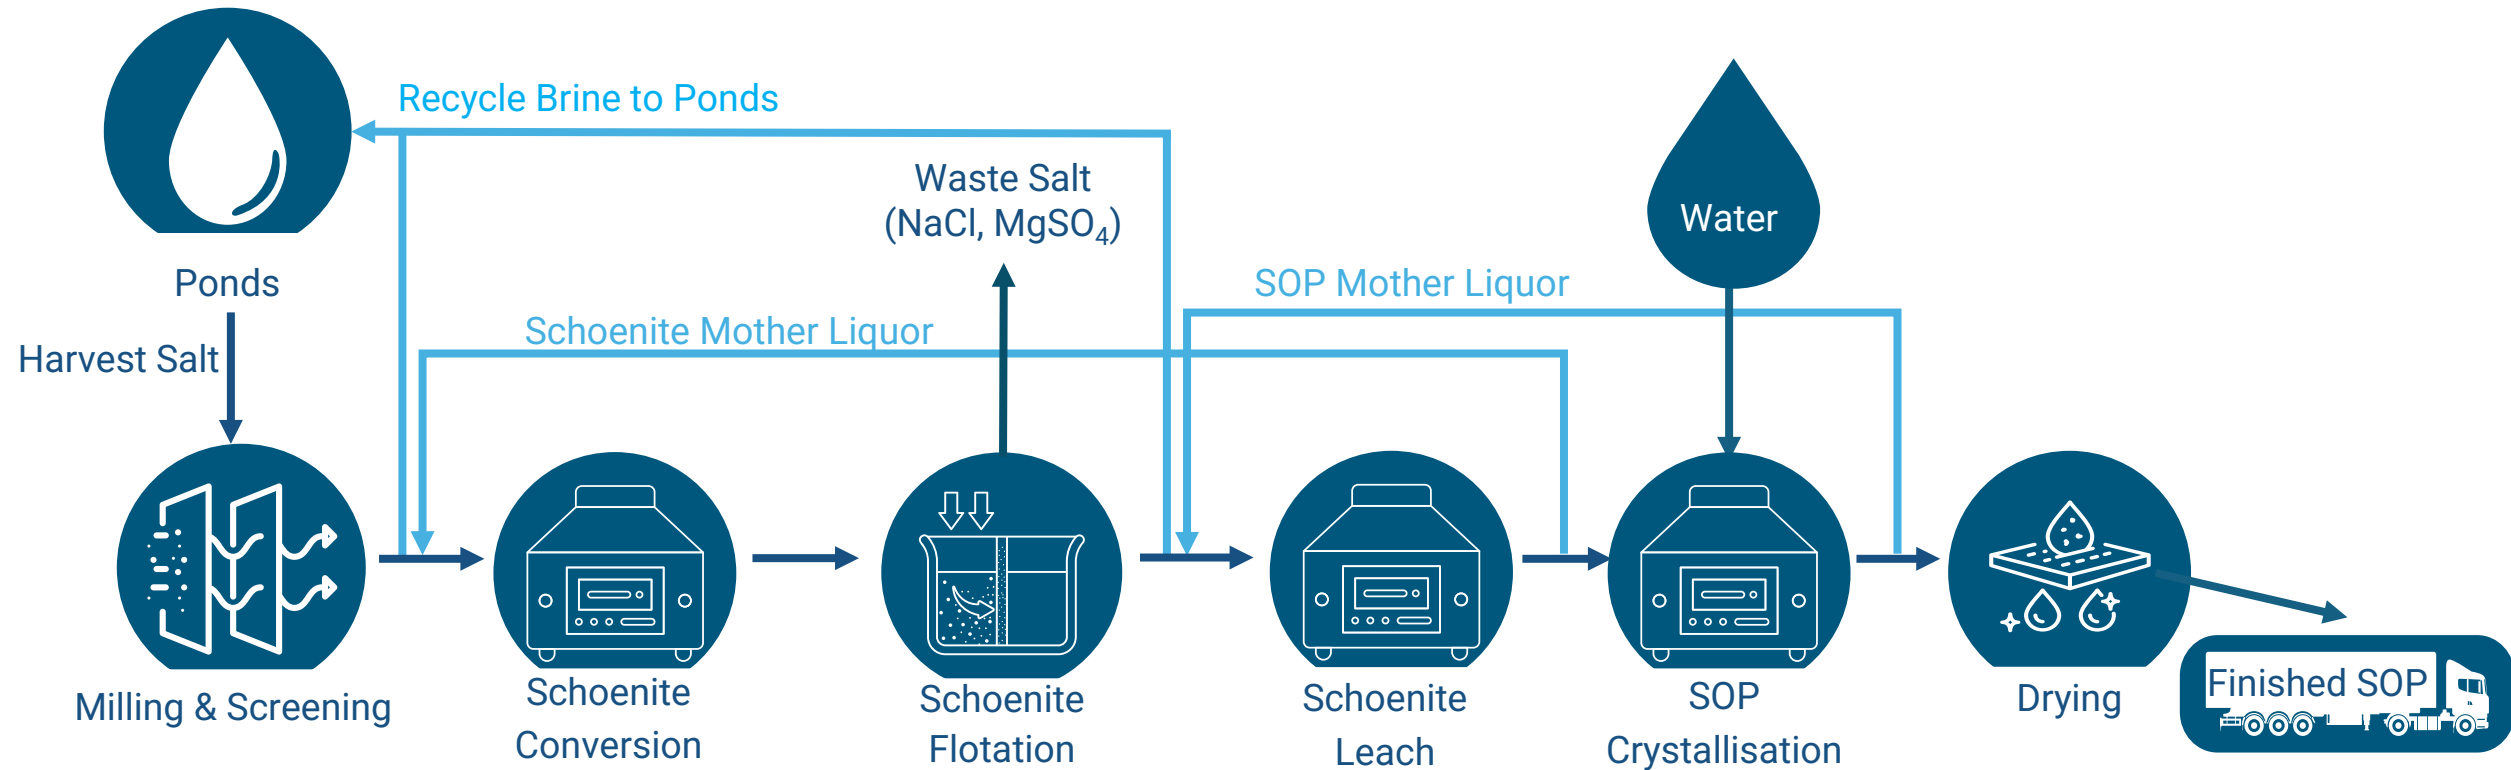 Recycle Brine to Ponds
Waste Salt
(NaCl, MgSO₄)
Water
Ponds
SOP Mother Liquor
Schoenite Mother Liquor
Harvest Salt
Milling & Screening
Schoenite
Conversion
Schoenite
Flotation
Schoenite
Leach
SOP
Crystallisation
Drying
Finished SOP